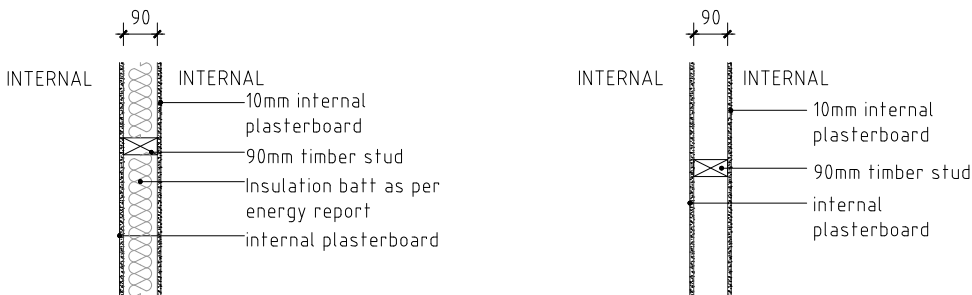 90
INTERNAL
INTERNAL
10mm internal
plasterboard
90mm timber stud
Insulation batt as per
energy report
internal plasterboard
90
INTERNAL
INTERNAL
10mm internal
plasterboard
90mm timber stud
internal
plasterboard